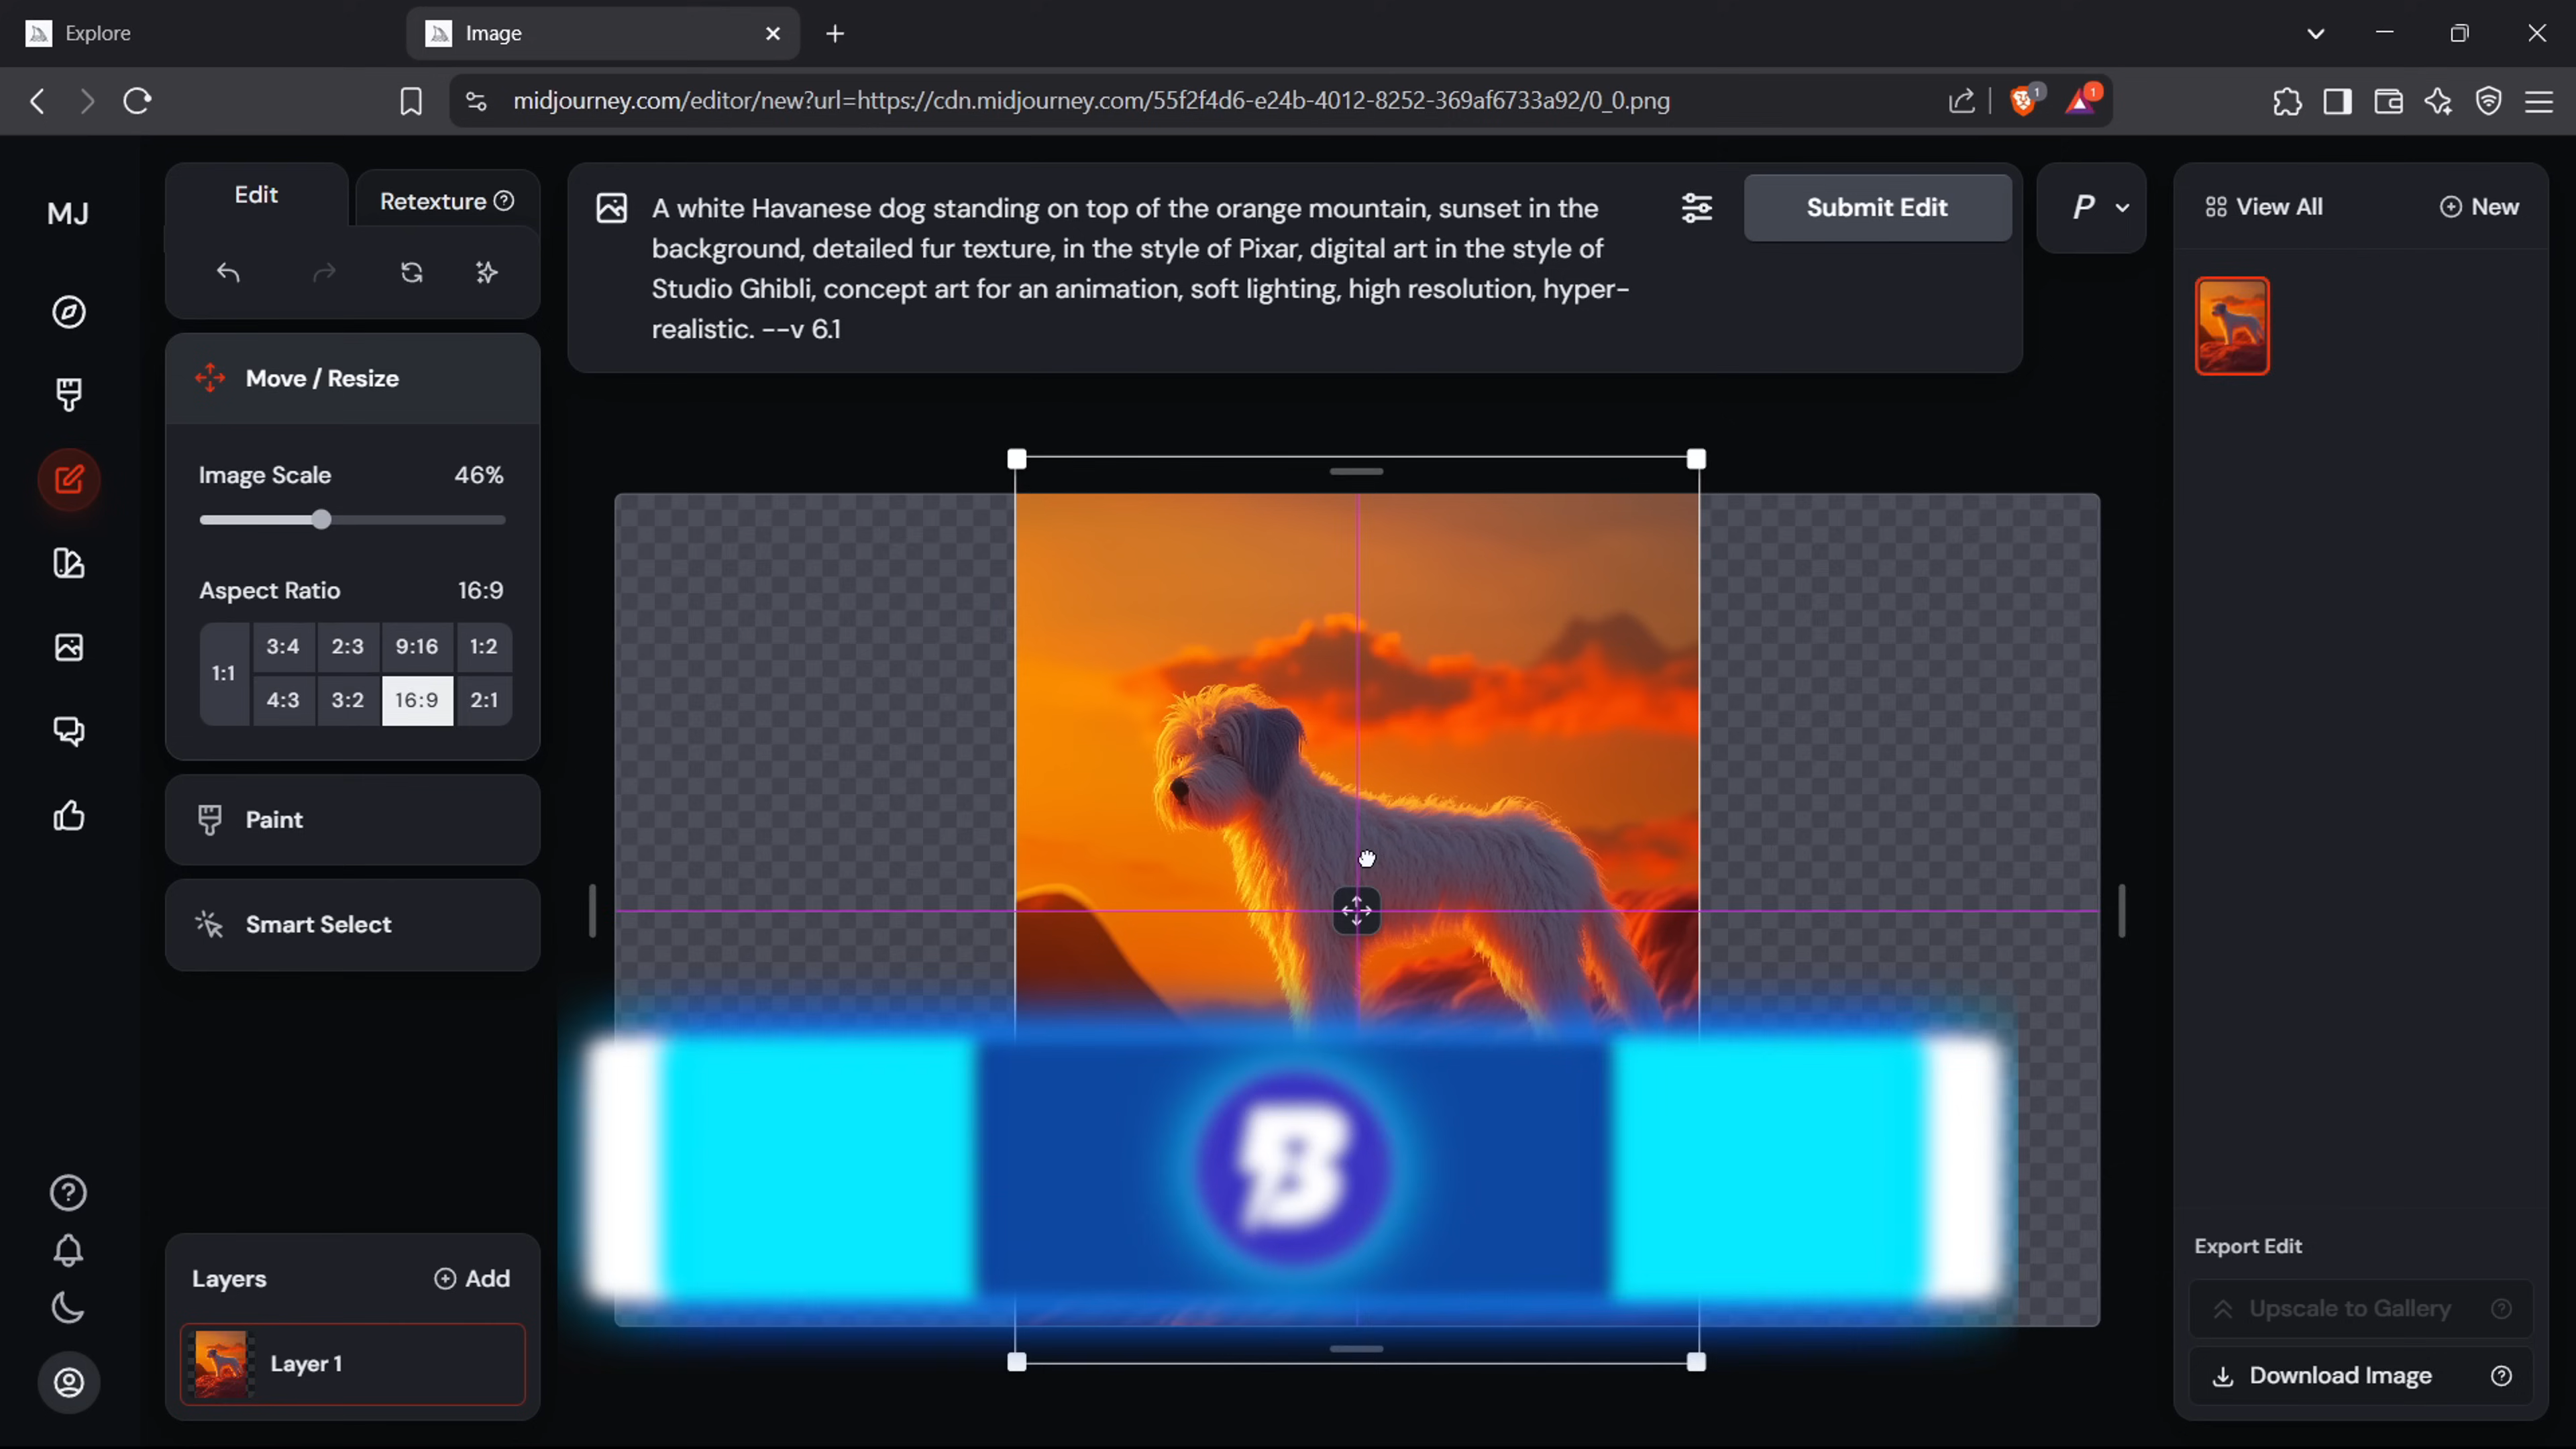 Explore
Image
midjourney.com/editor/new?url=https://cdn.midjourney.com/55f2f4d6-e24b-4012-8252-369af6733a92/0_0.png
1
1
MJ
Edit
Retexture
A white Havanese dog standing on top of the orange mountain, sunset in the
background, detailed fur texture, in the style of Pixar, digital art in the style of
Studio Ghibli, concept art for an animation, soft lighting, high resolution, hyper-
realistic. --v 6.1
Submit Edit
P
View All
New
Move / Resize
Image Scale 46%
Aspect Ratio 16:9
1:1
3:4 2:3 9:16 1:2
4:3 3:2 16:9 2:1
Paint
Smart Select
B
Layers
Add
Layer 1
Export Edit
Upscale to Gallery
Download Image